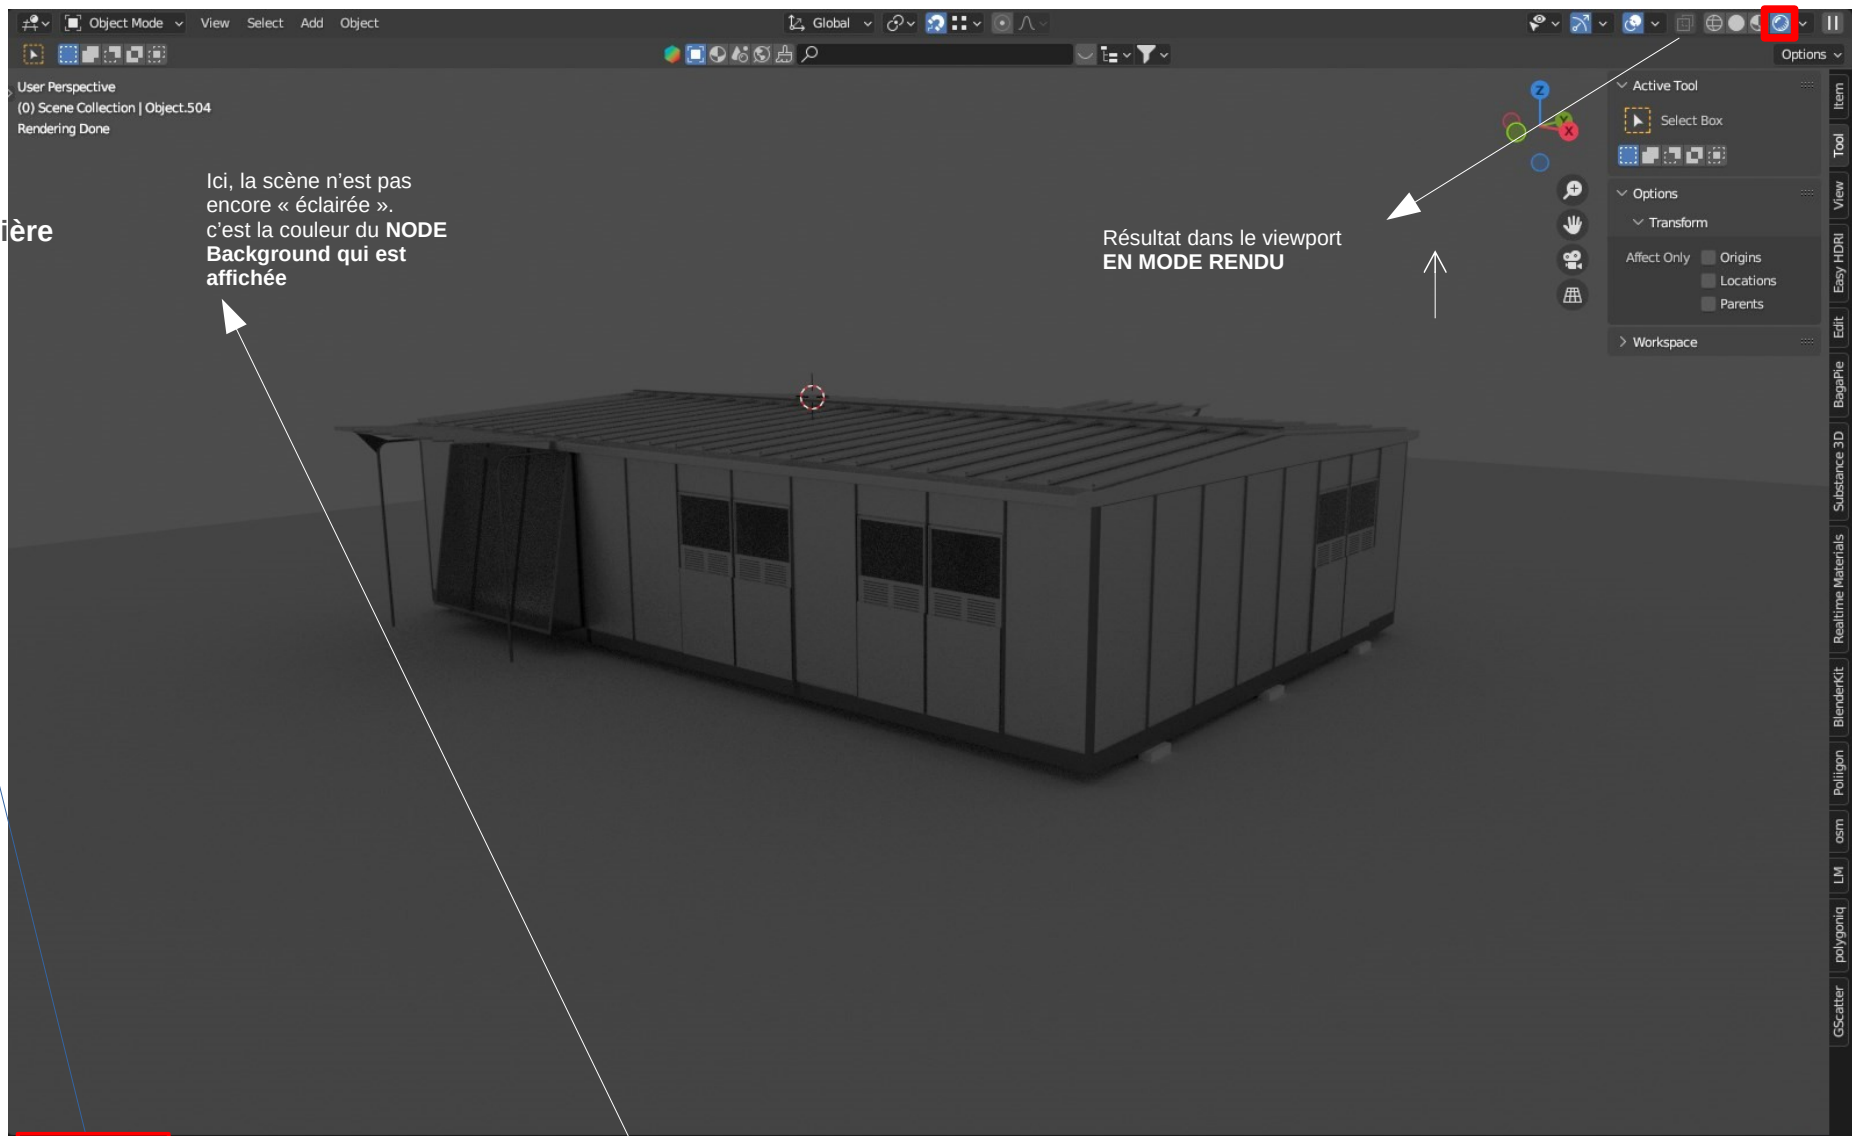 Object Mode View Select Add Object Global
Options
User Perspective
(0) Scene Collection | Object.504
Rendering Done
Active Tool
Select Box
Options
Transform
Affect Only Origins
Locations
Parents
Workspace
Z
Y
X
Ici, la scène n'est pas
encore « éclairée ».
c'est la couleur du NODE
Background qui est
affichée
ière
Résultat dans le viewport
EN MODE RENDU
Item
Tool
View
Easy HDRI
Edit
BagaPie
Substance 3D
Realtime Materials
BlenderKit
Poliigon
osm
LM
polygoniq
GScatter